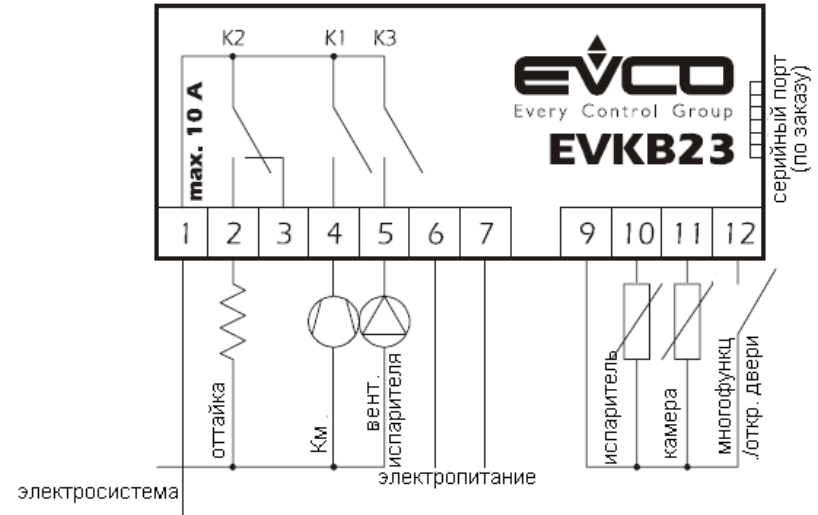 K2
K1
K3
max. 10 A
EVCO
Every Control Group
EVKB23
серийный порт
(по заказу)
1
2
3
4
5
6
7
9
10
11
12
оттайка
Км
вент.
испарителя
испаритель
камера
многофункц
/откр. двери
электропитание
электросистема